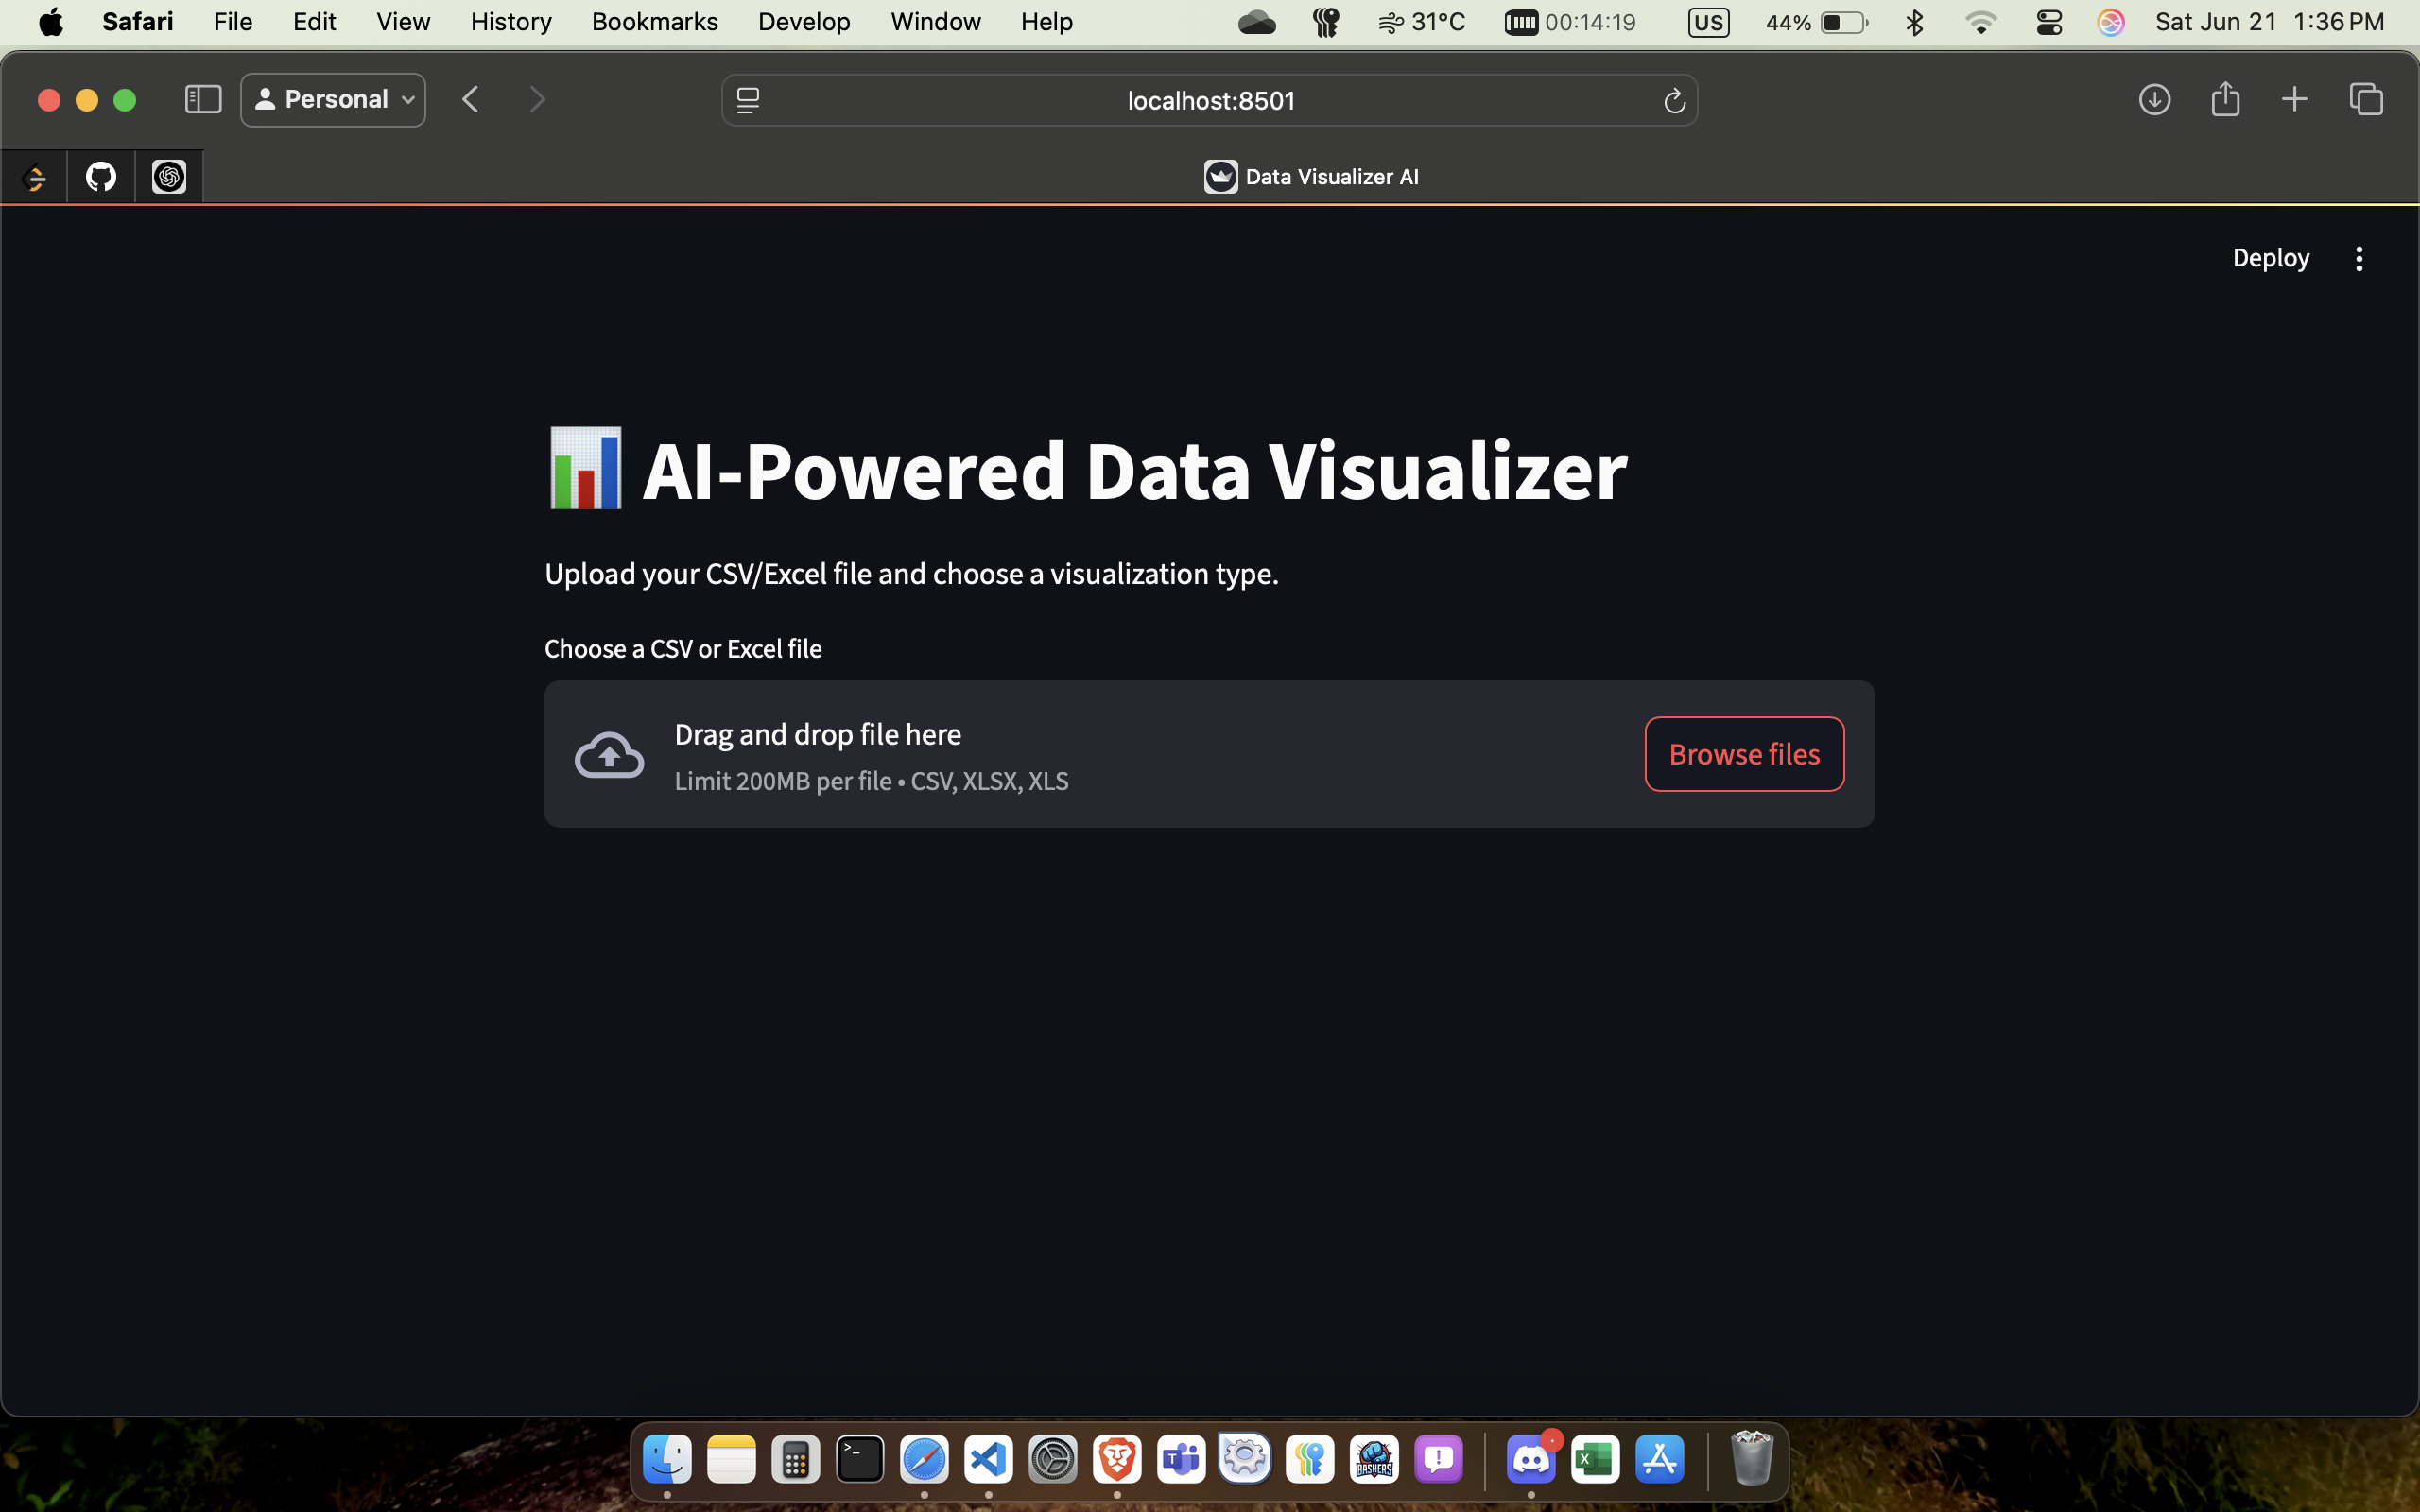 Safari File Edit View History Bookmarks Develop Window Help 31°C 00:14:19 US 44% Sat Jun 21 1:36 PM
Personal localhost:8501
Data Visualizer AI
Deploy
AI-Powered Data Visualizer
Upload your CSV/Excel file and choose a visualization type.
Choose a CSV or Excel file
Drag and drop file here
Limit 200MB per file • CSV, XLSX, XLS
Browse files
BASHERS